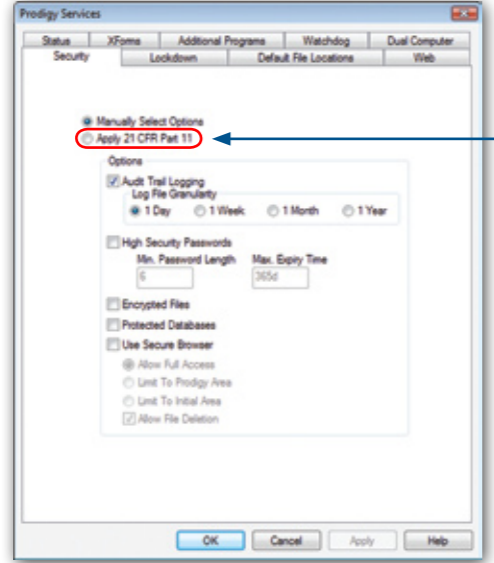 Prodigy Services
Status XForms Additional Programs Watchdog Dual Computer
Security Lockdown Default File Locations Web
Manually Select Options
Apply 21 CFR Part 11
Options
Audit Trail Logging
Log File Granularity
1 Day 1 Week 1 Month 1 Year
High Security Passwords
Min. Password Length Max. Expiry Time
6 365d
Encrypted Files
Protected Databases
Use Secure Browser
Allow Full Access
Limit To Prodigy Area
Limit To Initial Area
Allow File Deletion
OK Cancel Apply Help